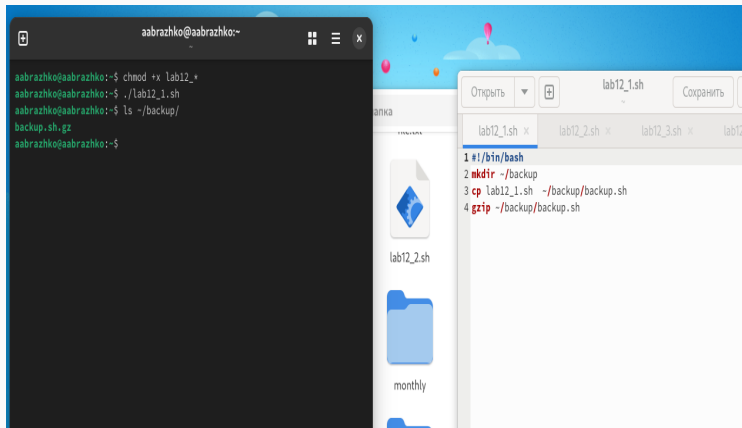 aabrazhko@aabrazhko:~
aabrazhko@aabrazhko:~$ chmod +x lab12_*
aabrazhko@aabrazhko:~$ ./lab12_1.sh
aabrazhko@aabrazhko:~$ ls ~/backup/
backup.sh.gz
aabrazhko@aabrazhko:~$
lab12_2.sh
monthly
Открыть
lab12_1.sh
Сохранить
lab12_1.sh × lab12_2.sh × lab12_3.sh × lab12
1 #!/bin/bash
2 mkdir ~/backup
3 cp lab12_1.sh ~/backup/backup.sh
4 gzip ~/backup/backup.sh